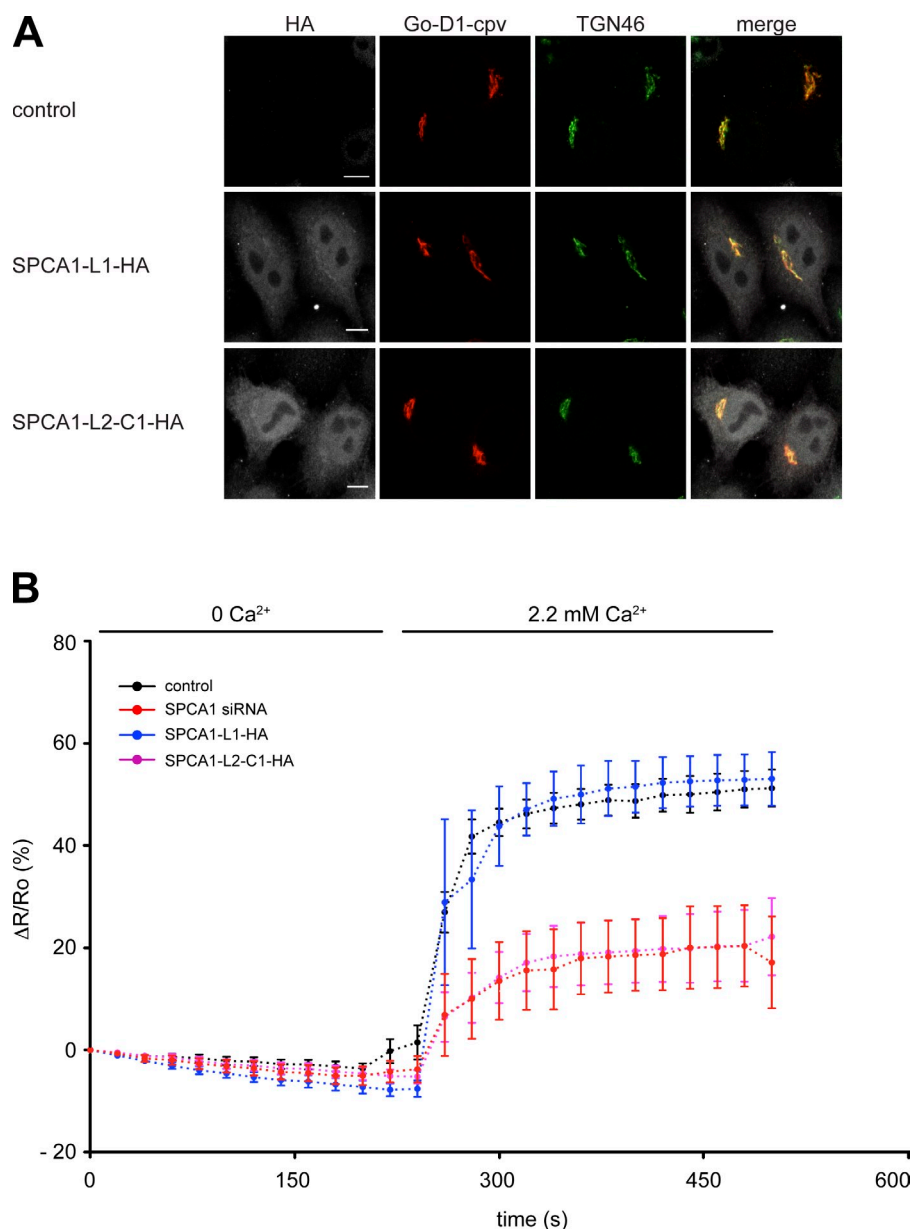 A
HA Go-D1-cpv TGN46 merge
control
SPCA1-L1-HA
SPCA1-L2-C1-HA
B
0 Ca²⁺ 2.2 mM Ca²⁺
80
control
SPCA1 siRNA
SPCA1-L1-HA
SPCA1-L2-C1-HA
60
40
20
0
- 20
ΔR/Ro (%)
0 150 300 450 600
time (s)